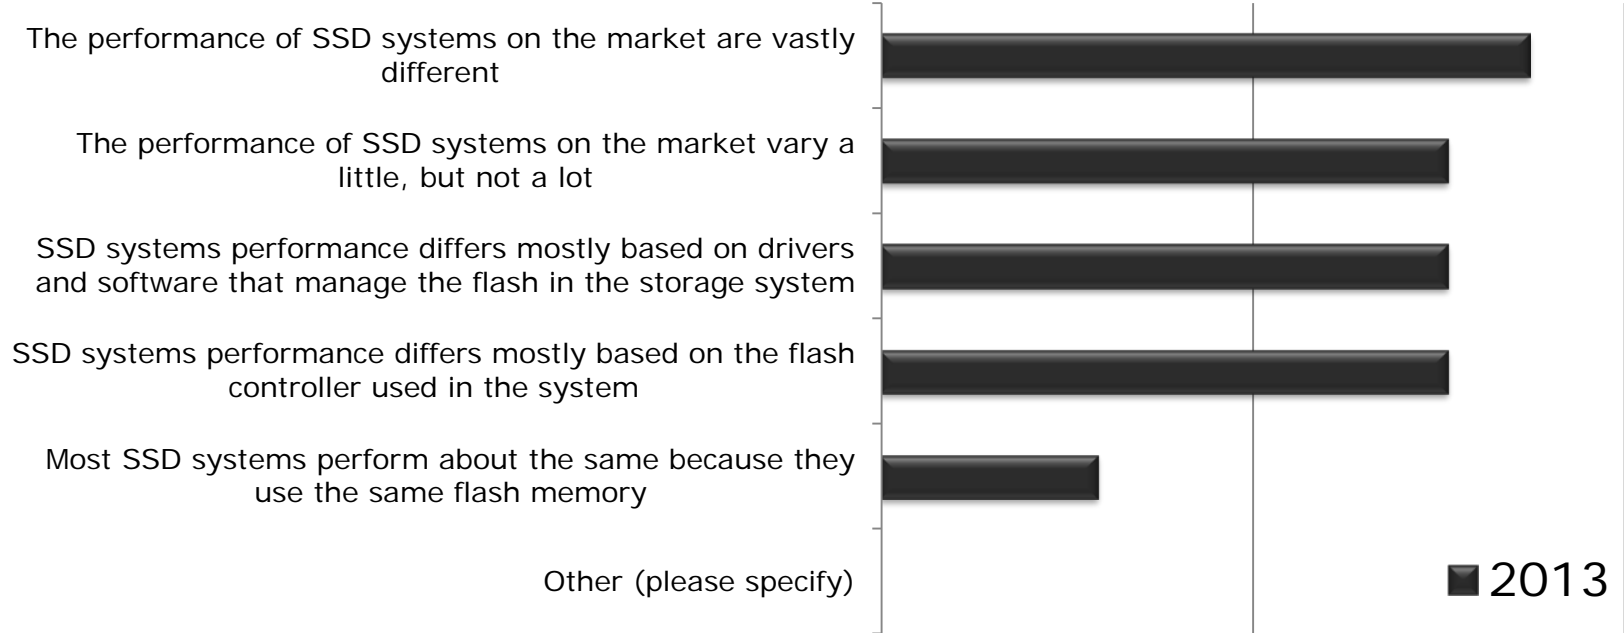 The performance of SSD systems on the market are vastly
different
The performance of SSD systems on the market vary a
little, but not a lot
SSD systems performance differs mostly based on drivers
and software that manage the flash in the storage system
SSD systems performance differs mostly based on the flash
controller used in the system
Most SSD systems perform about the same because they
use the same flash memory
Other (please specify)
2013